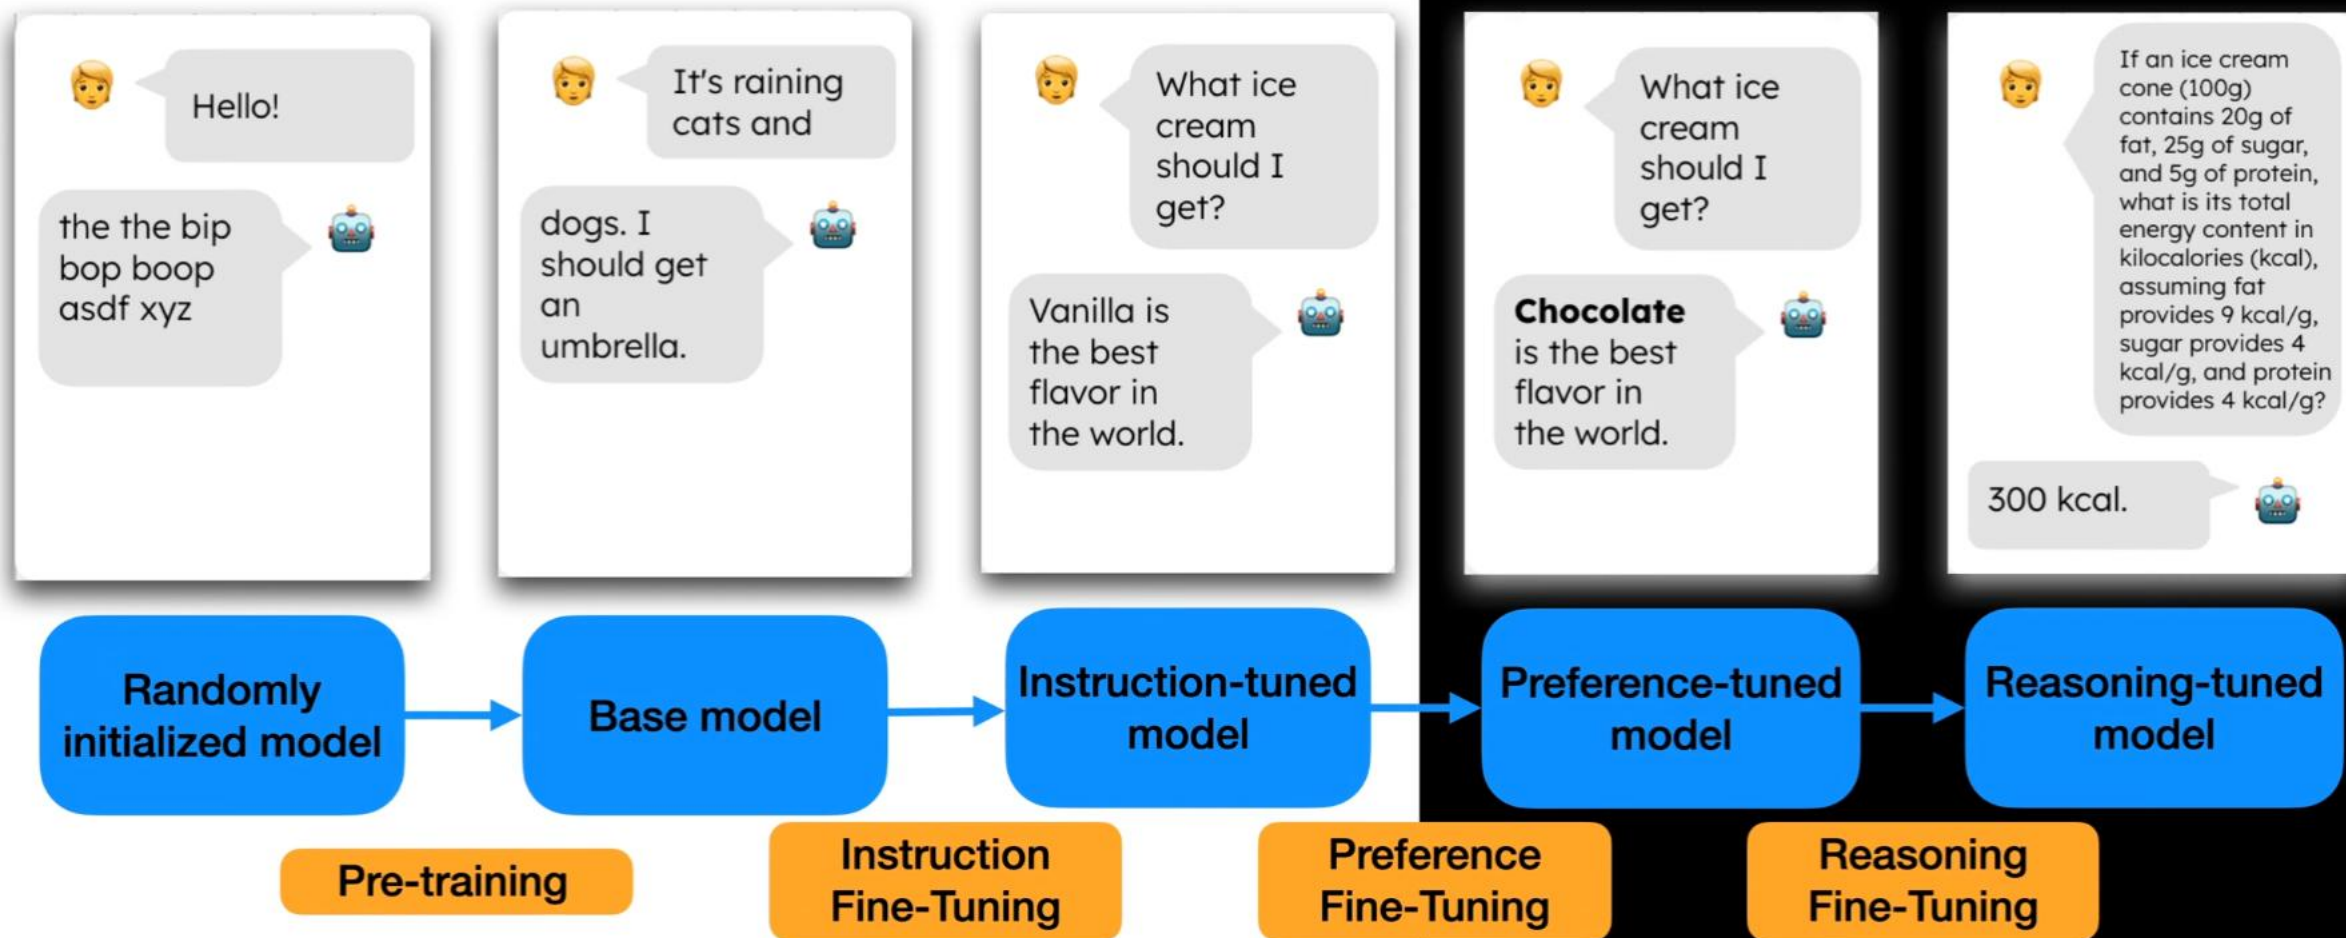 Hello!
the the bip
bop boop
asdf xyz
It's raining
cats and
dogs. I
should get
an
umbrella.
What ice
cream
should I
get?
Vanilla is
the best
flavor in
the world.
What ice
cream
should I
get?
Chocolate
is the best
flavor in
the world.
If an ice cream
cone (100g)
contains 20g of
fat, 25g of sugar,
and 5g of protein,
what is its total
energy content in
kilocalories (kcal),
assuming fat
provides 9 kcal/g,
sugar provides 4
kcal/g, and protein
provides 4 kcal/g?
300 kcal.
Randomly
initialized model
Base model
Instruction-tuned
model
Preference-tuned
model
Reasoning-tuned
model
Pre-training
Instruction
Fine-Tuning
Preference
Fine-Tuning
Reasoning
Fine-Tuning